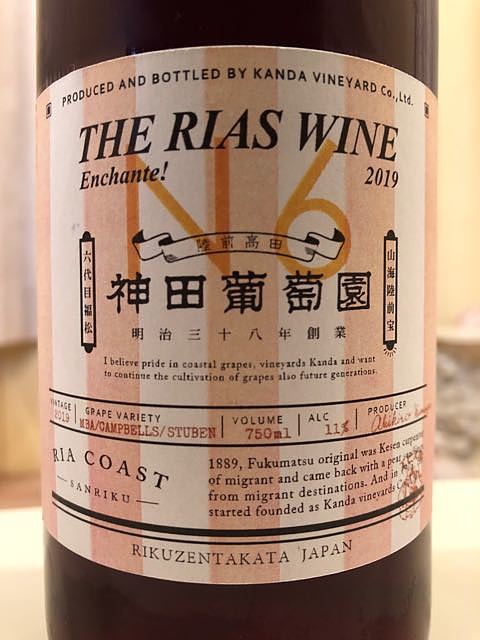 PRODUCED AND BOTTLED BY KANDA VINEYARD Co., Ltd.
THE RIAS WINE
Enchante! 2019
N6
陸前高田
六代目福松
神田葡萄園
山海陸前宝
明治三十八年創業
I believe pride in coastal grapes, vineyards Kanda and want
to continue the cultivation of grapes also future generations.
VINTAGE GRAPE VARIETY VOLUME ALC PRODUCER
2019 MBA/CAMPBELLS/STUBEN 750ml 11%
RIA COAST
SANRIKU
1889, Fukumatsu original was Kesen
of migrant and came back with a pear
from migrant destinations. And in
started founded as Kanda vineyards
RIKUZENTAKATA JAPAN